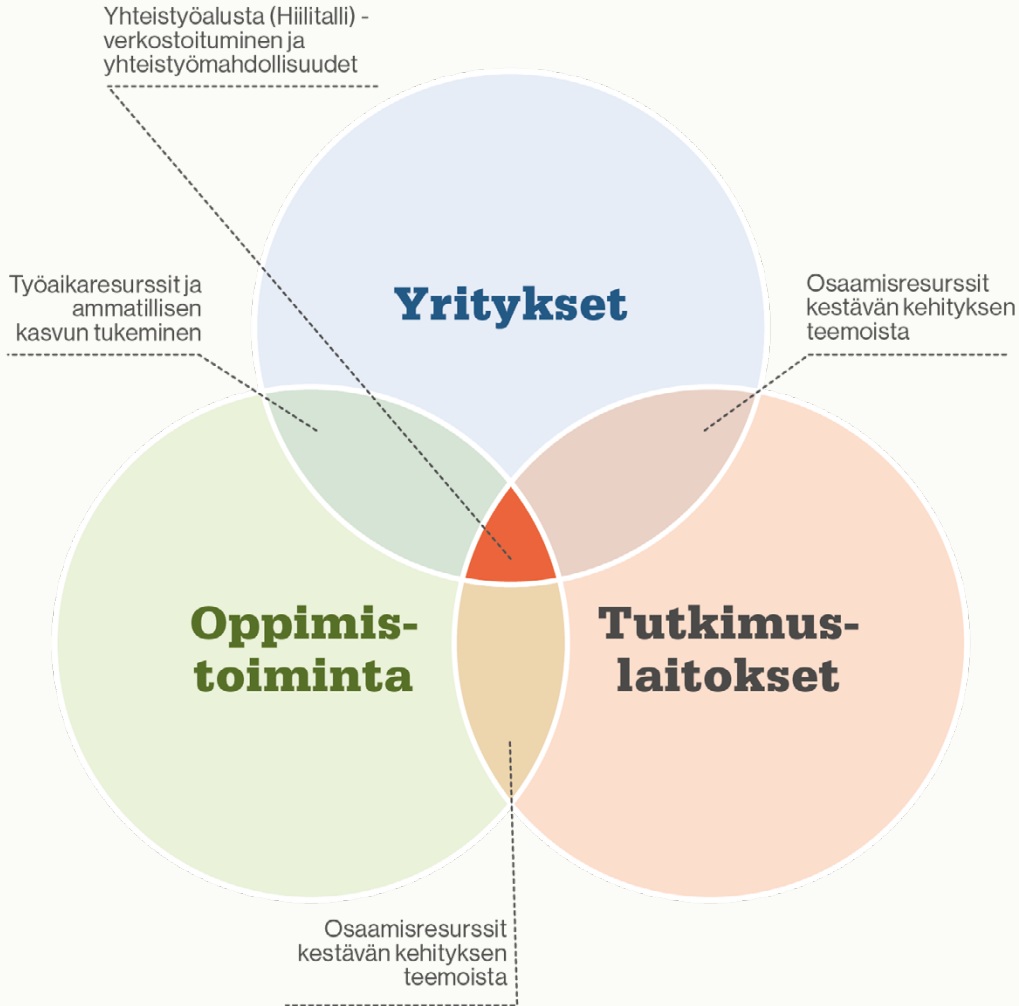 Yhteistyöalusta (Hiilitalli) -
verkostoituminen ja
yhteistyömahdollisuudet
Yritykset
Työaikaresurssit ja
ammatillisen
kasvun tukeminen
Osaamisresurssit
kestävän kehityksen
teemoista
Oppimis-
toiminta
Tutkimus-
laitokset
Osaamisresurssit
kestävän kehityksen
teemoista